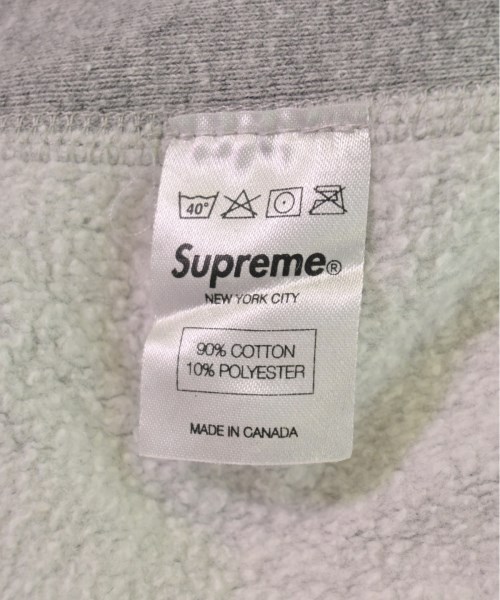 40°
Supreme®
NEW YORK CITY
90% COTTON
10% POLYESTER
MADE IN CANADA